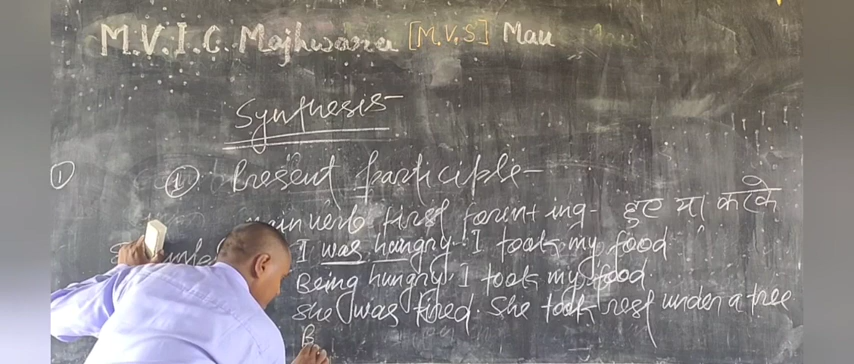 M.V.I.C. Majhwara [M.V.S] Mau
Synthesis-
① ① Present participle-
main verb first form + ing- हुए या करके
I was hungry. I took my food
Being hungry I took my food
She was tired. She took rest under a tree
B